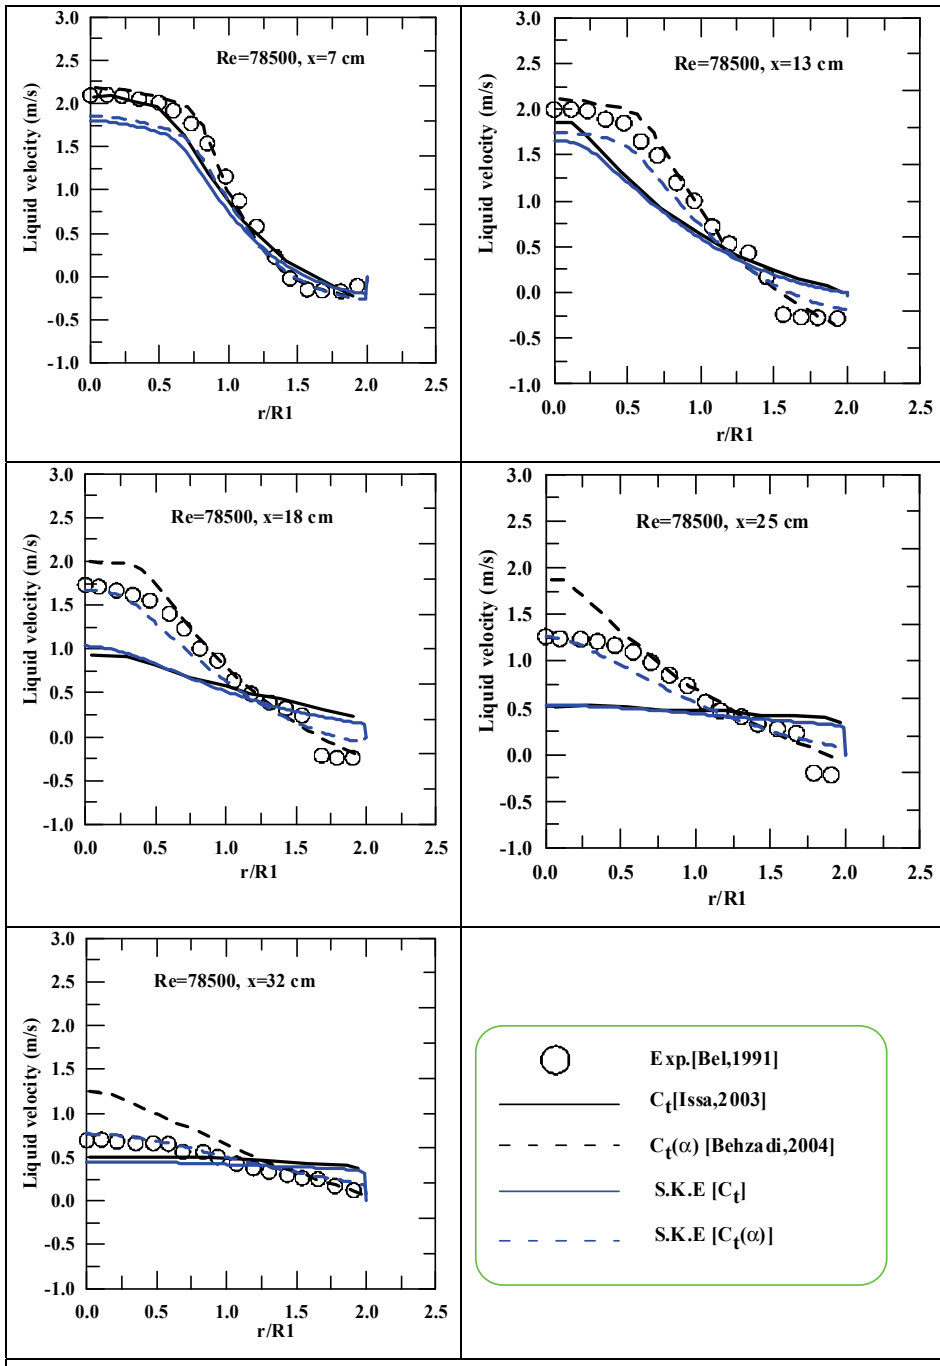 Re=78500, x=7 cm
Liquid velocity (m/s)
3.0
2.5
2.0
1.5
1.0
0.5
0.0
-0.5
-1.0
0.0 0.5 1.0 1.5 2.0 2.5
r/R1
Re=78500, x=13 cm
Liquid velocity (m/s)
3.0
2.5
2.0
1.5
1.0
0.5
0.0
-0.5
-1.0
0.0 0.5 1.0 1.5 2.0 2.5
r/R1
Re=78500, x=18 cm
Liquid velocity (m/s)
3.0
2.5
2.0
1.5
1.0
0.5
0.0
-0.5
-1.0
0.0 0.5 1.0 1.5 2.0 2.5
r/R1
Re=78500, x=25 cm
Liquid velocity (m/s)
3.0
2.5
2.0
1.5
1.0
0.5
0.0
-0.5
-1.0
0.0 0.5 1.0 1.5 2.0 2.5
r/R1
Re=78500, x=32 cm
Liquid velocity (m/s)
3.0
2.5
2.0
1.5
1.0
0.5
0.0
-0.5
-1.0
0.0 0.5 1.0 1.5 2.0 2.5
r/R1
Exp.[Bel,1991]
Ct[Issa,2003]
Ct(α) [Behzadi,2004]
S.K.E [Ct]
S.K.E [Ct(α)]